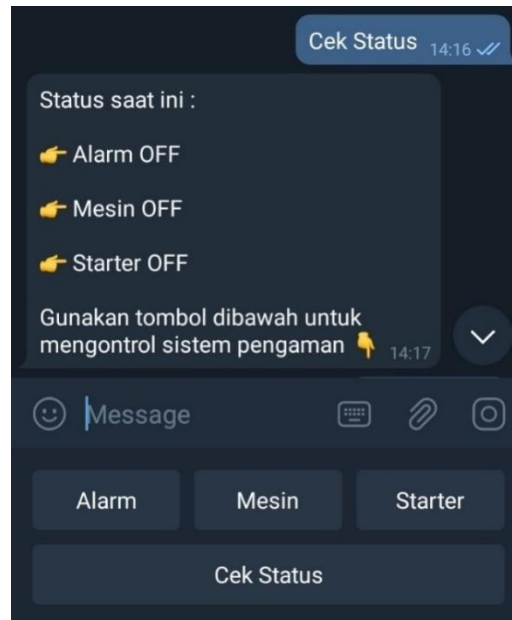 Cek Status 14:16
Status saat ini :
👉 Alarm OFF
👉 Mesin OFF
👉 Starter OFF
Gunakan tombol dibawah untuk
mengontrol sistem pengaman 👇 14:17
Message
Alarm Mesin Starter
Cek Status